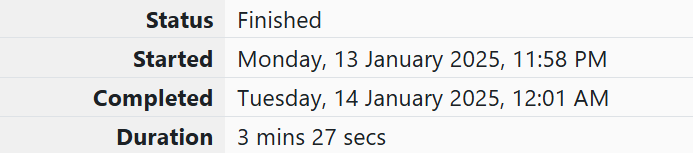 Status Finished
Started Monday, 13 January 2025, 11:58 PM
Completed Tuesday, 14 January 2025, 12:01 AM
Duration 3 mins 27 secs